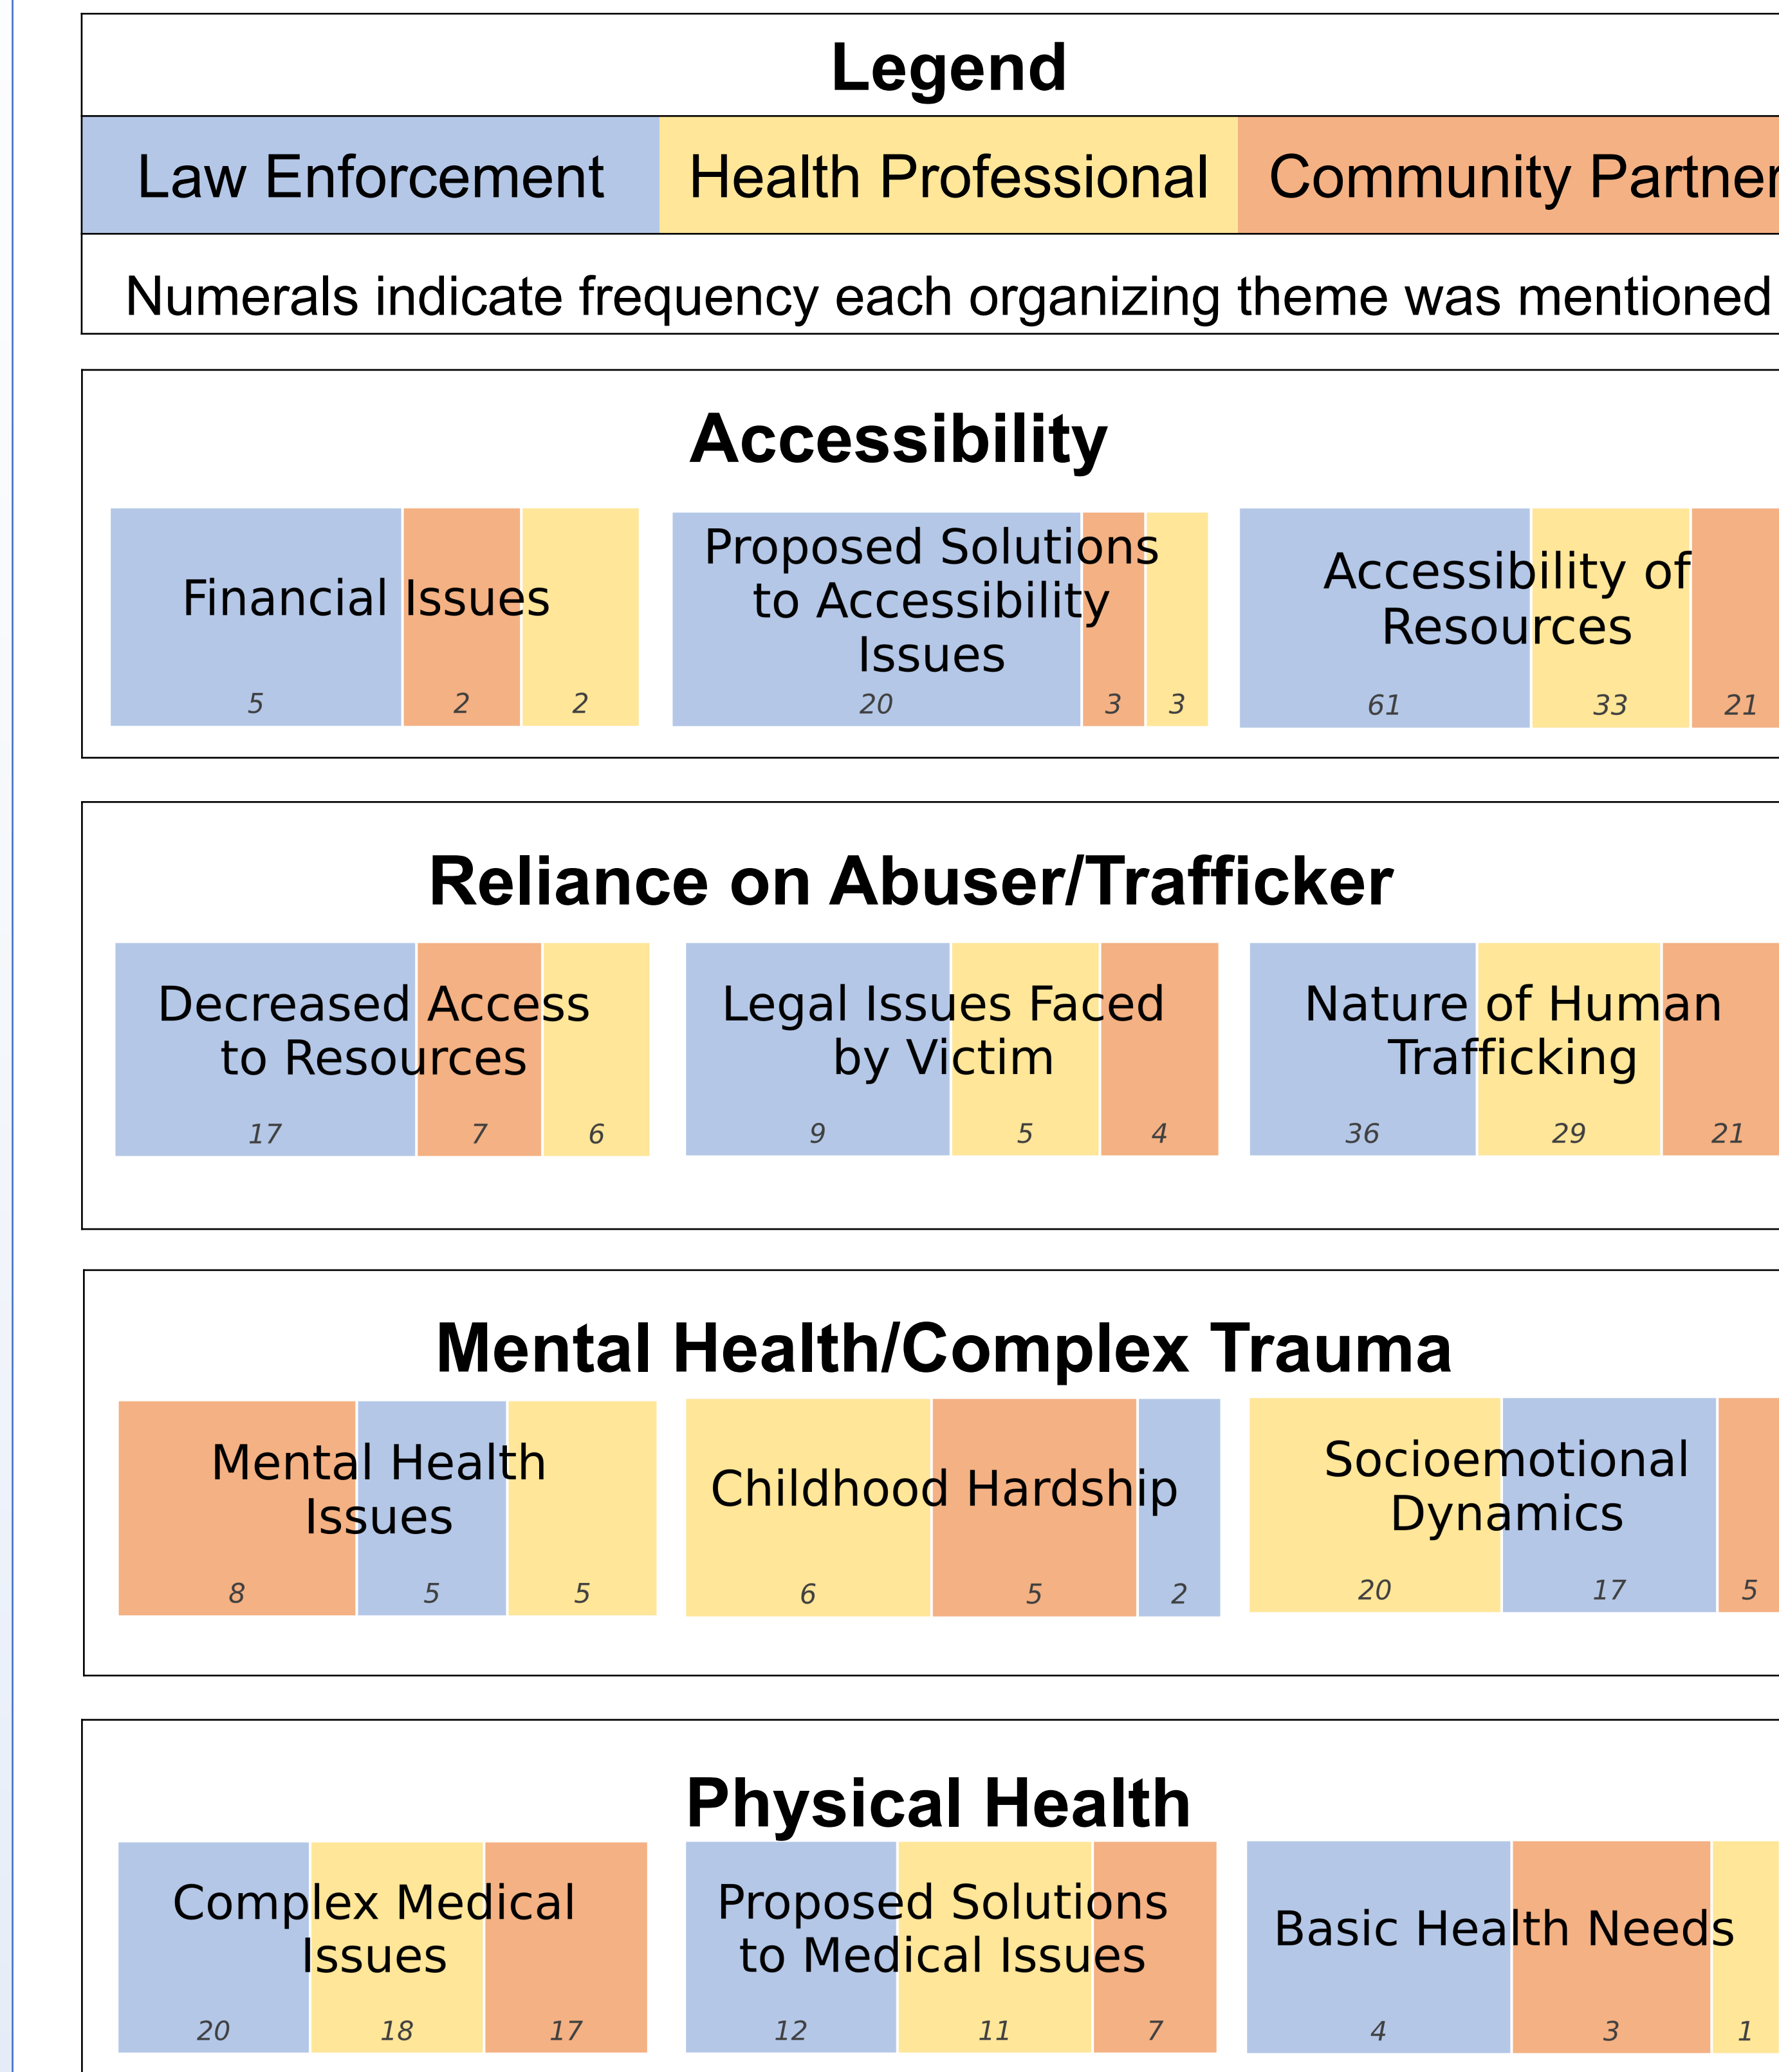 Legend
Law Enforcement Health Professional Community Partner
Numerals indicate frequency each organizing theme was mentioned
Accessibility
Financial Issues
5 2 2
Proposed Solutions
to Accessibility
Issues
20 3 3
Accessibility of
Resources
61 33 21
Reliance on Abuser/Trafficker
Decreased Access
to Resources
17 7 6
Legal Issues Faced
by Victim
9 5 4
Nature of Human
Trafficking
36 29 21
Mental Health/Complex Trauma
Mental Health
Issues
8 5 5
Childhood Hardship
6 5 2
Socioemotional
Dynamics
20 17 5
Physical Health
Complex Medical
Issues
20 18 17
Proposed Solutions
to Medical Issues
12 11 7
Basic Health Needs
4 3 1